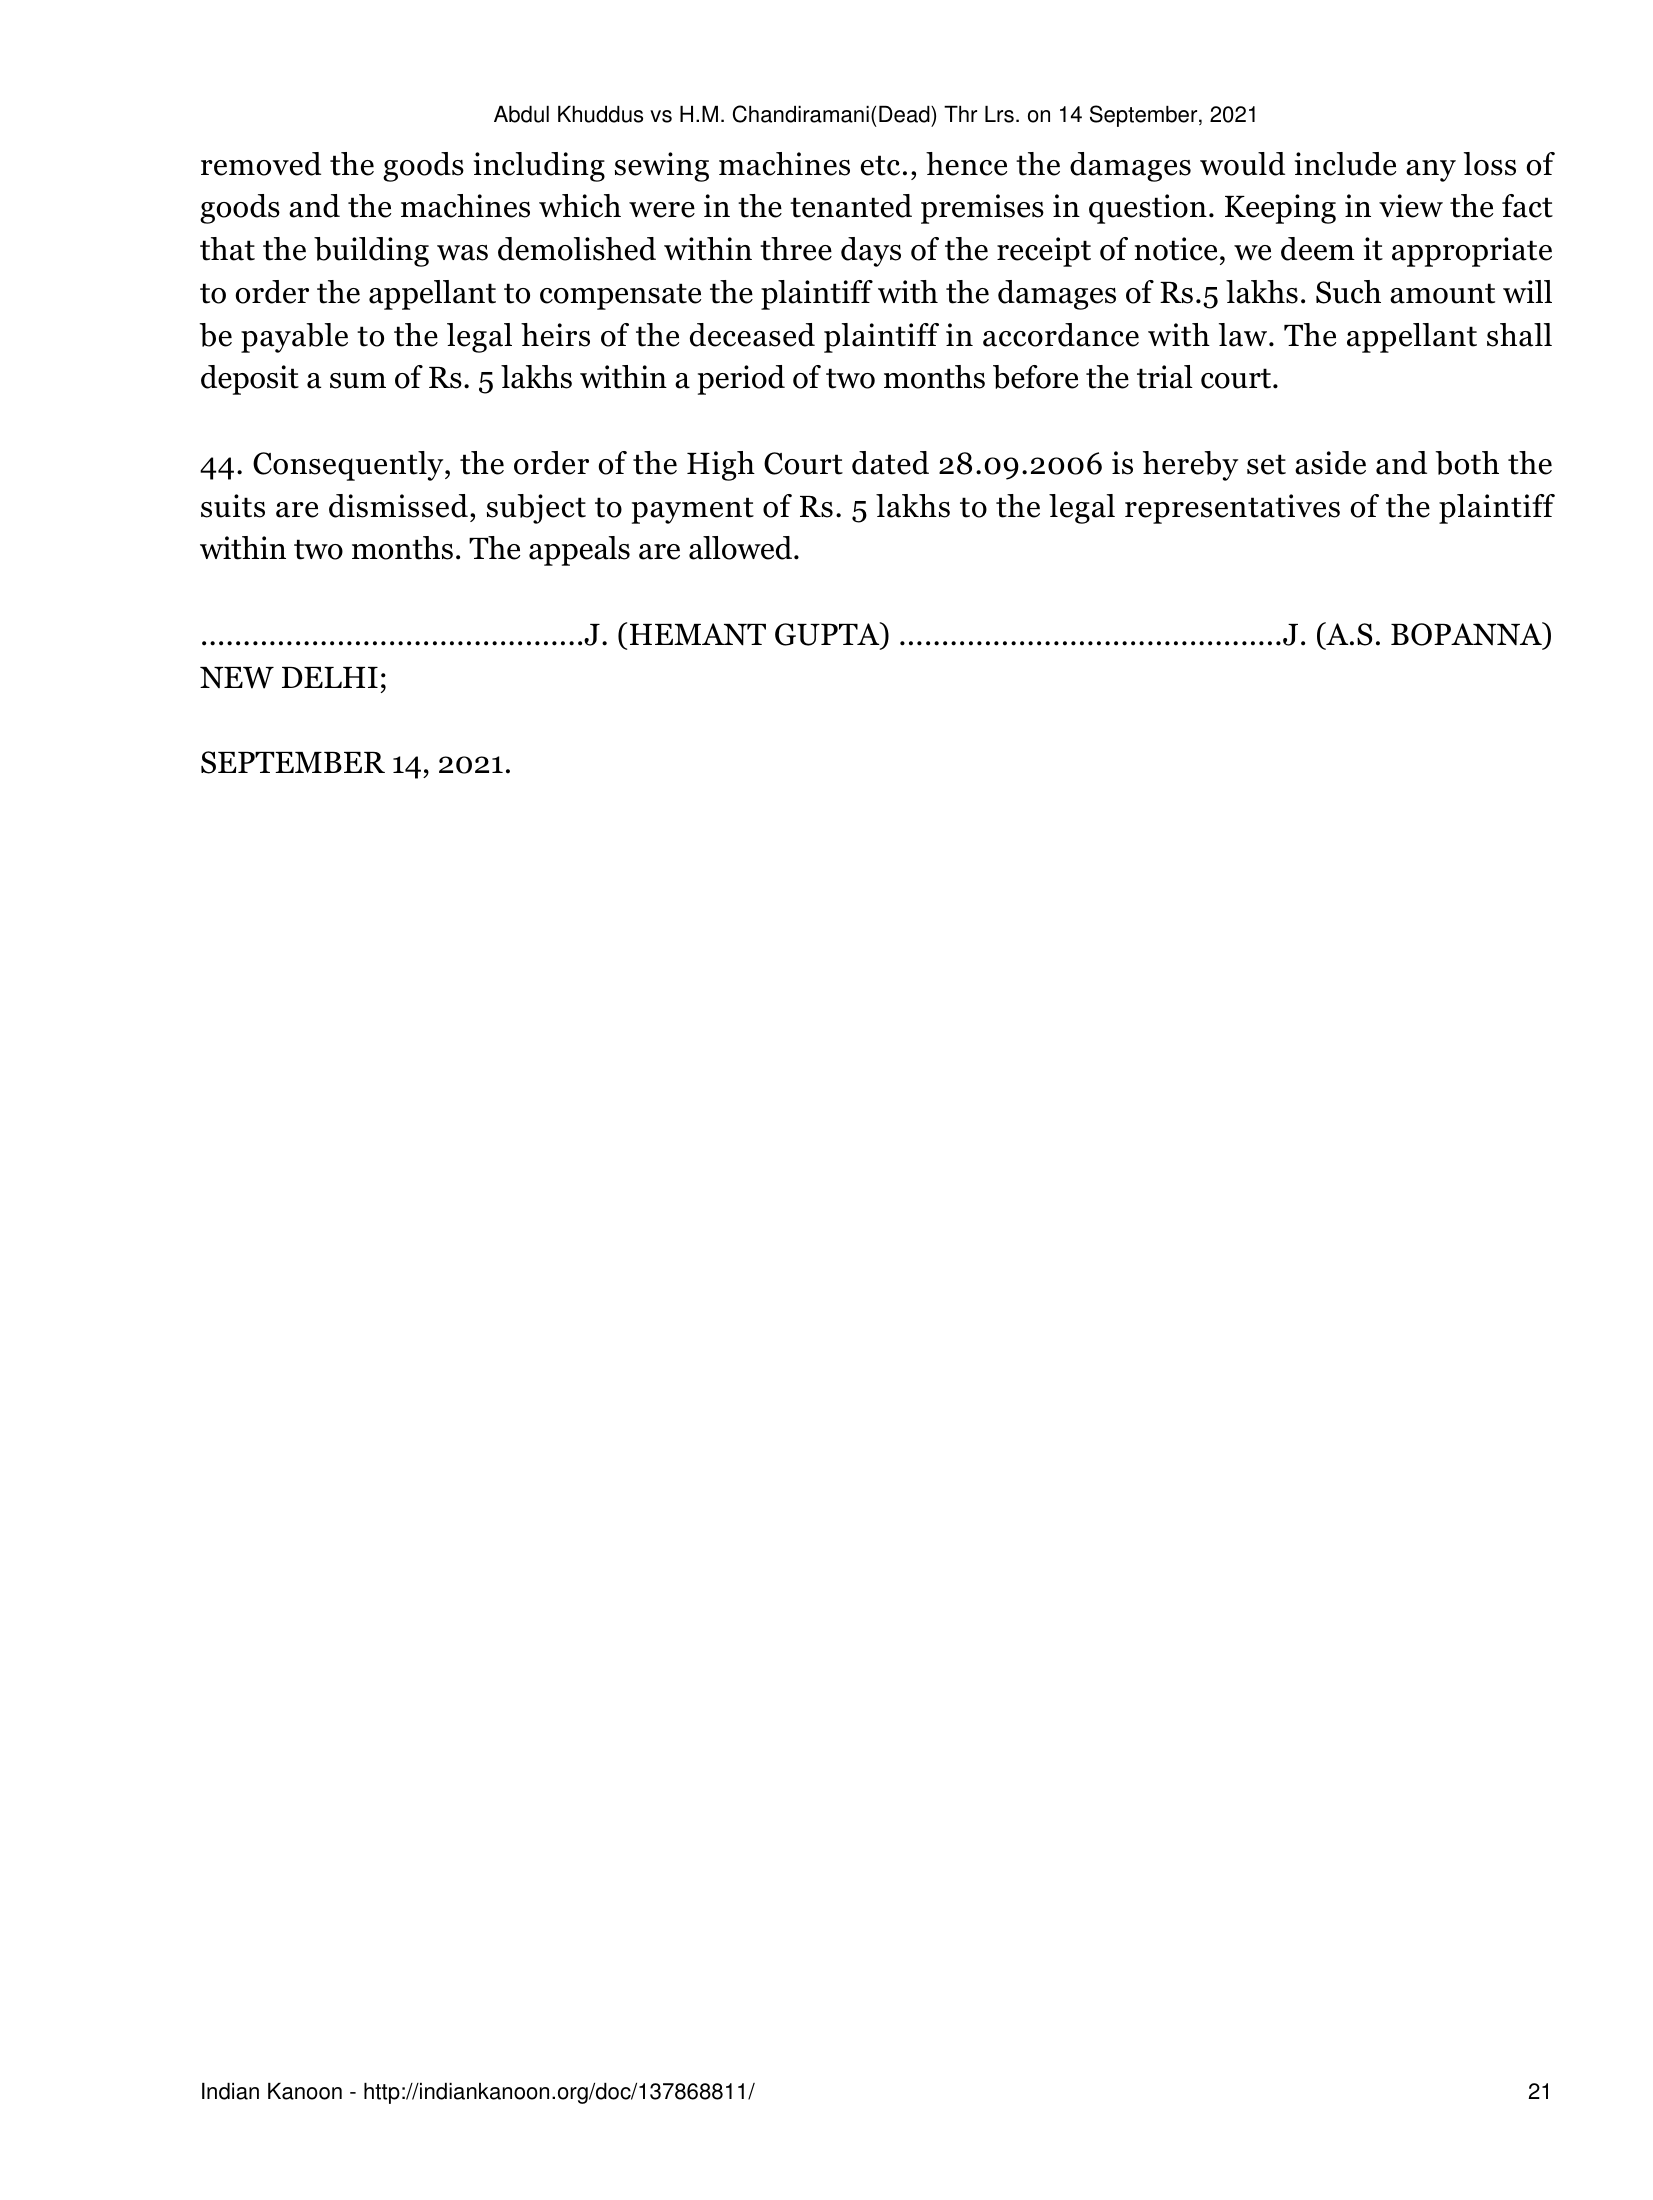 Abdul Khuddus vs H.M. Chandiramani(Dead) Thr Lrs. on 14 September, 2021
removed the goods including sewing machines etc., hence the damages would include any loss of
goods and the machines which were in the tenanted premises in question. Keeping in view the fact
that the building was demolished within three days of the receipt of notice, we deem it appropriate
to order the appellant to compensate the plaintiff with the damages of Rs.5 lakhs. Such amount will
be payable to the legal heirs of the deceased plaintiff in accordance with law. The appellant shall
deposit a sum of Rs. 5 lakhs within a period of two months before the trial court.
44. Consequently, the order of the High Court dated 28.09.2006 is hereby set aside and both the
suits are dismissed, subject to payment of Rs. 5 lakhs to the legal representatives of the plaintiff
within two months. The appeals are allowed.
.............................................J. (HEMANT GUPTA) .............................................J. (A.S. BOPANNA)
NEW DELHI;
SEPTEMBER 14, 2021.
Indian Kanoon - http://indiankanoon.org/doc/137868811/ 21